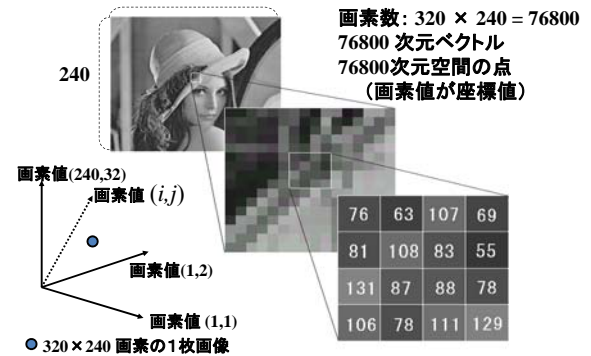 画素数: 320 × 240 = 76800
76800 次元ベクトル
76800次元空間の点
(画素値が座標値)
240
画素値(240,32)
画素値 (i,j)
画素値(1,2)
画素値 (1,1)
320×240 画素の1枚画像
76 63 107 69
81 108 83 55
131 87 88 78
106 78 111 129